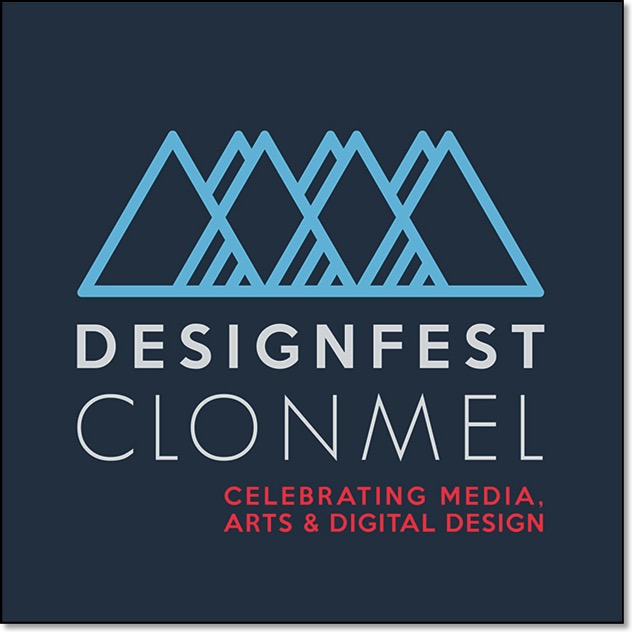 DESIGNFEST
CLONMEL
CELEBRATING MEDIA,
ARTS & DIGITAL DESIGN